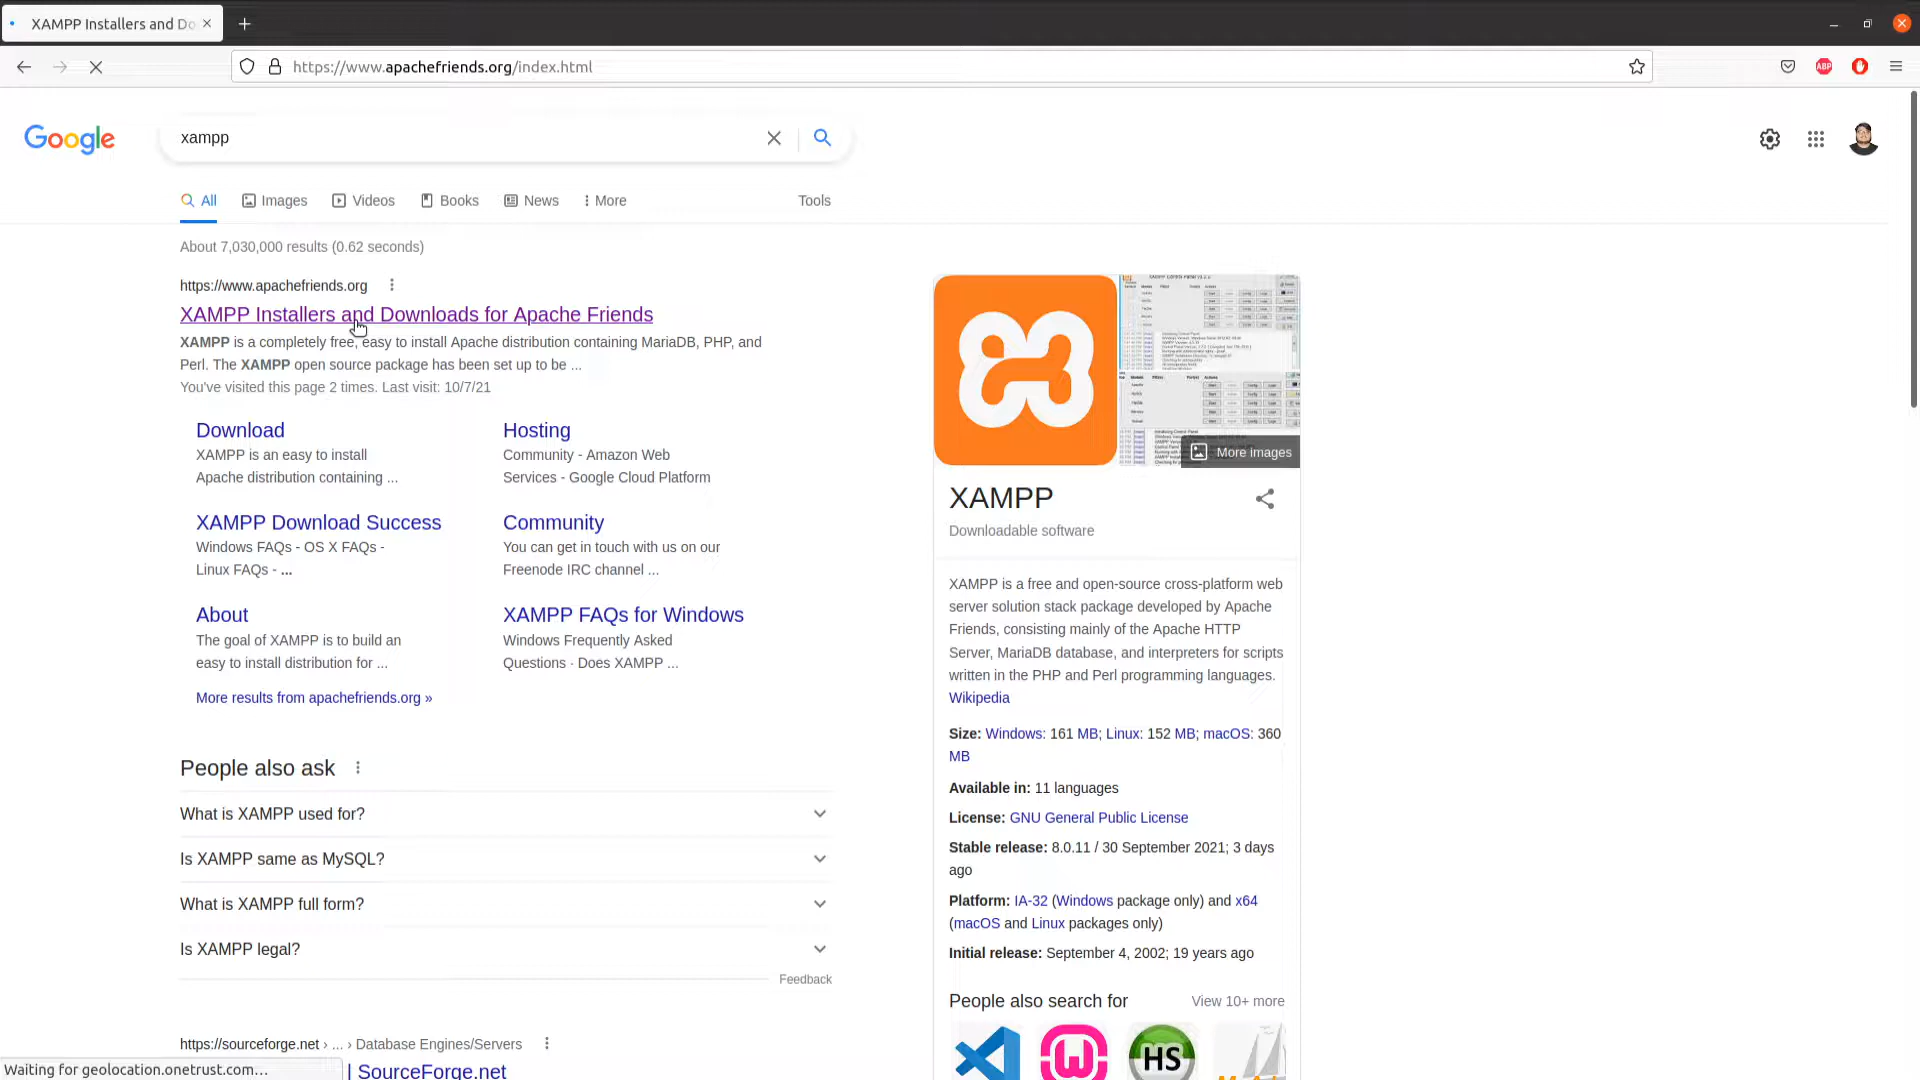 XAMPP Installers and Do
https://www.apachefriends.org/index.html
ABP
Google
xampp
All
Images
Videos
Books
News
More
Tools
About 7,030,000 results (0.62 seconds)
https://www.apachefriends.org
XAMPP Installers and Downloads for Apache Friends
XAMPP is a completely free, easy to install Apache distribution containing MariaDB, PHP, and
Perl. The XAMPP open source package has been set up to be ...
You've visited this page 2 times. Last visit: 10/7/21
Download
XAMPP is an easy to install
Apache distribution containing ...
Hosting
Community - Amazon Web
Services - Google Cloud Platform
XAMPP Download Success
Windows FAQs - OS X FAQs -
Linux FAQs - ...
Community
You can get in touch with us on our
Freenode IRC channel ...
About
The goal of XAMPP is to build an
easy to install distribution for ...
XAMPP FAQs for Windows
Windows Frequently Asked
Questions · Does XAMPP ...
More results from apachefriends.org »
People also ask
What is XAMPP used for?
Is XAMPP same as MySQL?
What is XAMPP full form?
Is XAMPP legal?
Feedback
https://sourceforge.net › ... › Database Engines/Servers
| SourceForge.net
Waiting for geolocation.onetrust.com...
More images
XAMPP
Downloadable software
XAMPP is a free and open-source cross-platform web
server solution stack package developed by Apache
Friends, consisting mainly of the Apache HTTP
Server, MariaDB database, and interpreters for scripts
written in the PHP and Perl programming languages.
Wikipedia
Size: Windows: 161 MB; Linux: 152 MB; macOS: 360
MB
Available in: 11 languages
License: GNU General Public License
Stable release: 8.0.11 / 30 September 2021; 3 days
ago
Platform: IA-32 (Windows package only) and x64
(macOS and Linux packages only)
Initial release: September 4, 2002; 19 years ago
People also search for
View 10+ more
HS